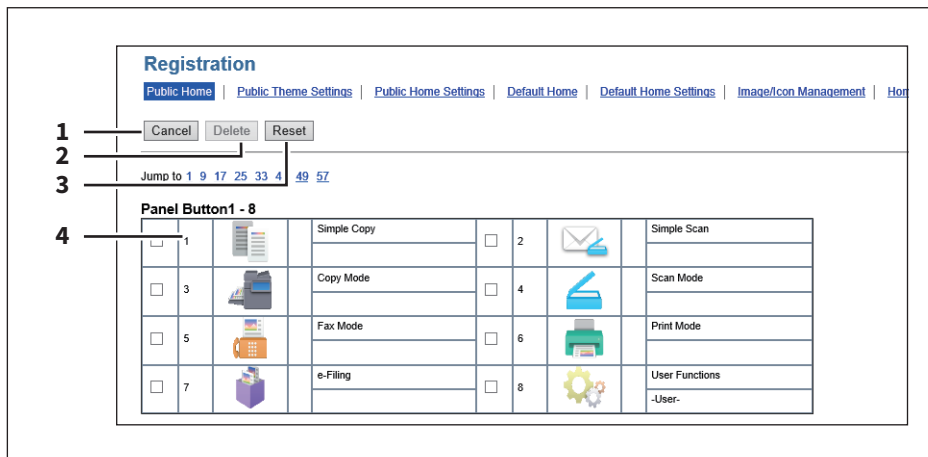 Registration
Public Home | Public Theme Settings | Public Home Settings | Default Home | Default Home Settings | Image/Icon Management |
1 Cancel Delete Reset
2
Jump to 1 9 17 25 33 4 49 57
3
Panel Button1 - 8
4 1 Simple Copy 2 Simple Scan
3 Copy Mode 4 Scan Mode
5 Fax Mode 6 Print Mode
7 e-Filing 8 User Functions
-User-